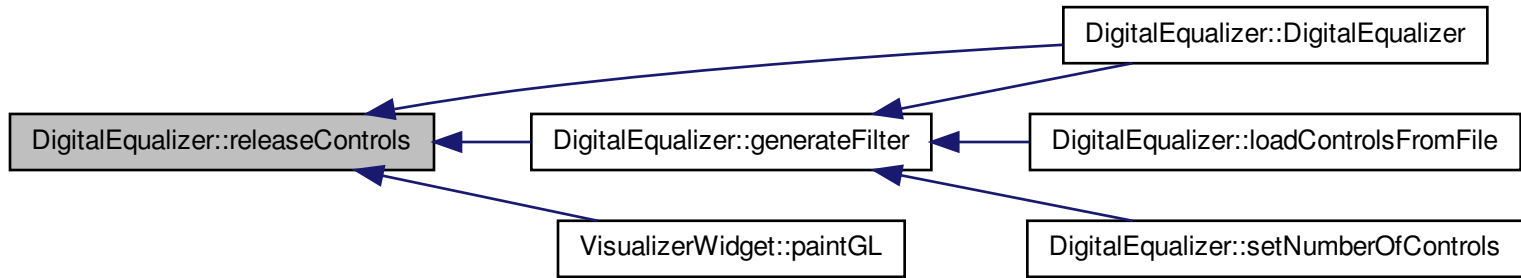 DigitalEqualizer::DigitalEqualizer
DigitalEqualizer::releaseControls
DigitalEqualizer::generateFilter
DigitalEqualizer::loadControlsFromFile
VisualizerWidget::paintGL
DigitalEqualizer::setNumberOfControls